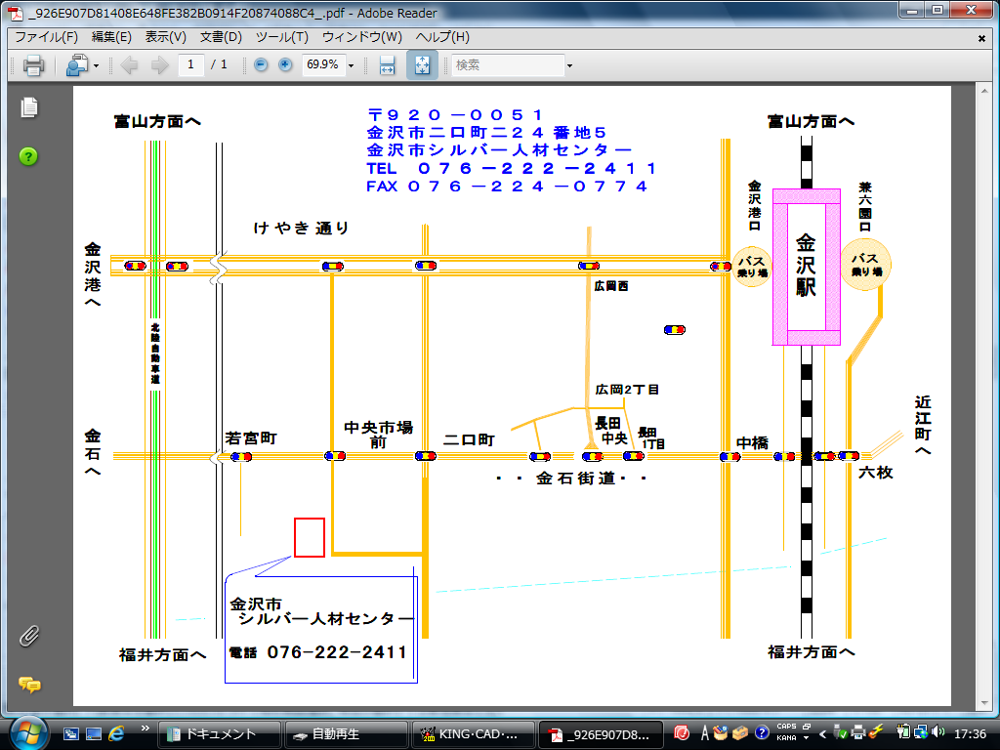 _926E907D81408E648FE382B0914F20874088C4_.pdf - Adobe Reader
ファイル(F) 編集(E) 表示(V) 文書(D) ツール(T) ウィンドウ(W) ヘルプ(H)
1 / 1 69.9% 検索
〒９２０－００５１
金沢市二口町二２４番地５
金沢市シルバー人材センター
TEL ０７６－２２２－２４１１
FAX ０７６－２２４－０７７４
富山方面へ
富山方面へ
金沢港口
兼六園口
けやき通り
金沢港へ
バス
乗り場
金沢駅
バス
乗り場
広岡西
北陸自動車道
広岡2丁目
近江町へ
金石へ
若宮町
中央市場
前
二口町
長田
中央
長田
1丁目
中橋
六枚
・・金石街道・・
金沢市
シルバー人材センター
電話 076－222－2411
福井方面へ
福井方面へ
ドキュメント
自動再生
KING･CAD･...
_926E907D8...
CAPS
KANA
17:36